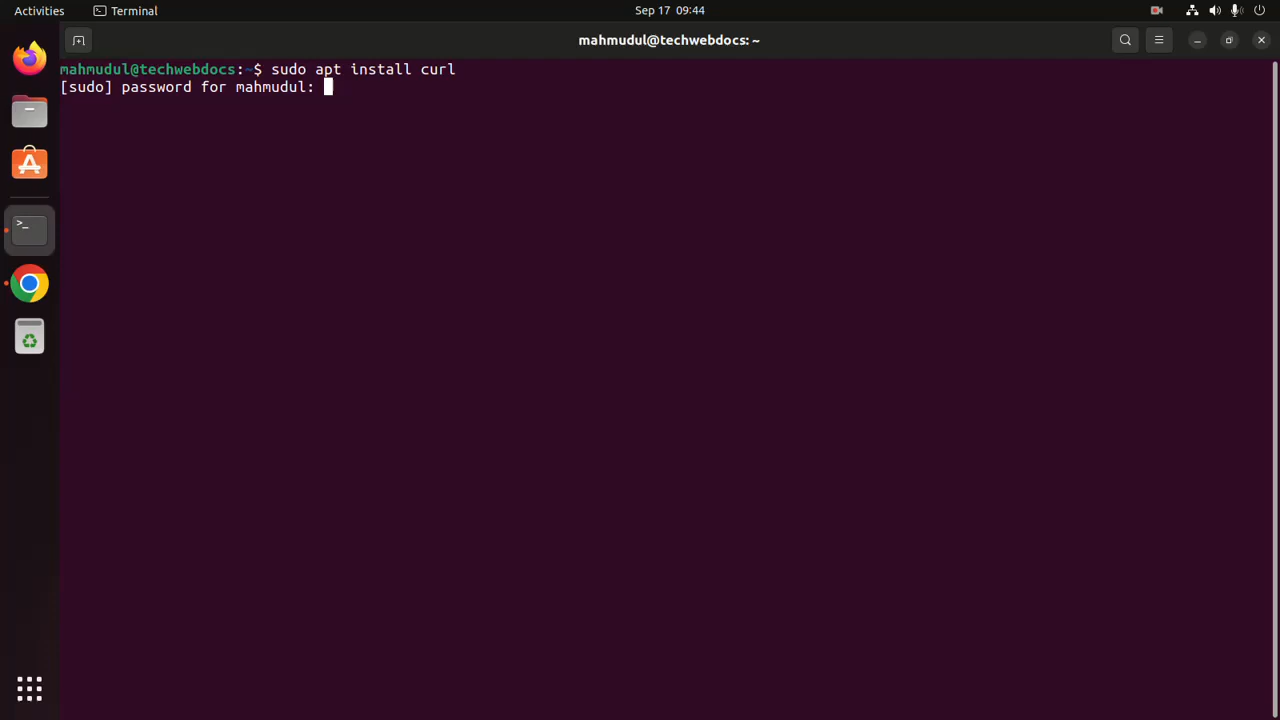 Activities Terminal Sep 17 09:44
mahmudul@techwebdocs: ~
mahmudul@techwebdocs:~$ sudo apt install curl
[sudo] password for mahmudul: